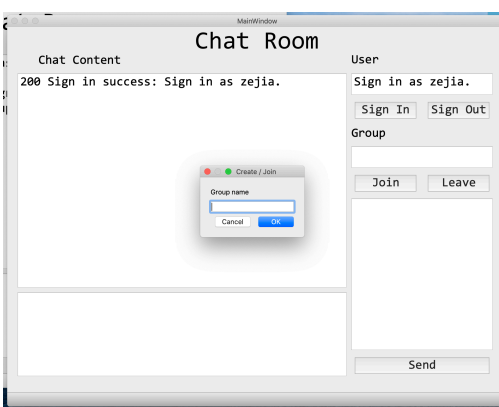 MainWindow
Chat Room
Chat Content
User
200 Sign in success: Sign in as zejia.
Sign in as zejia.
Sign In
Sign Out
Group
Create / Join
Group name
Cancel
OK
Join
Leave
Send